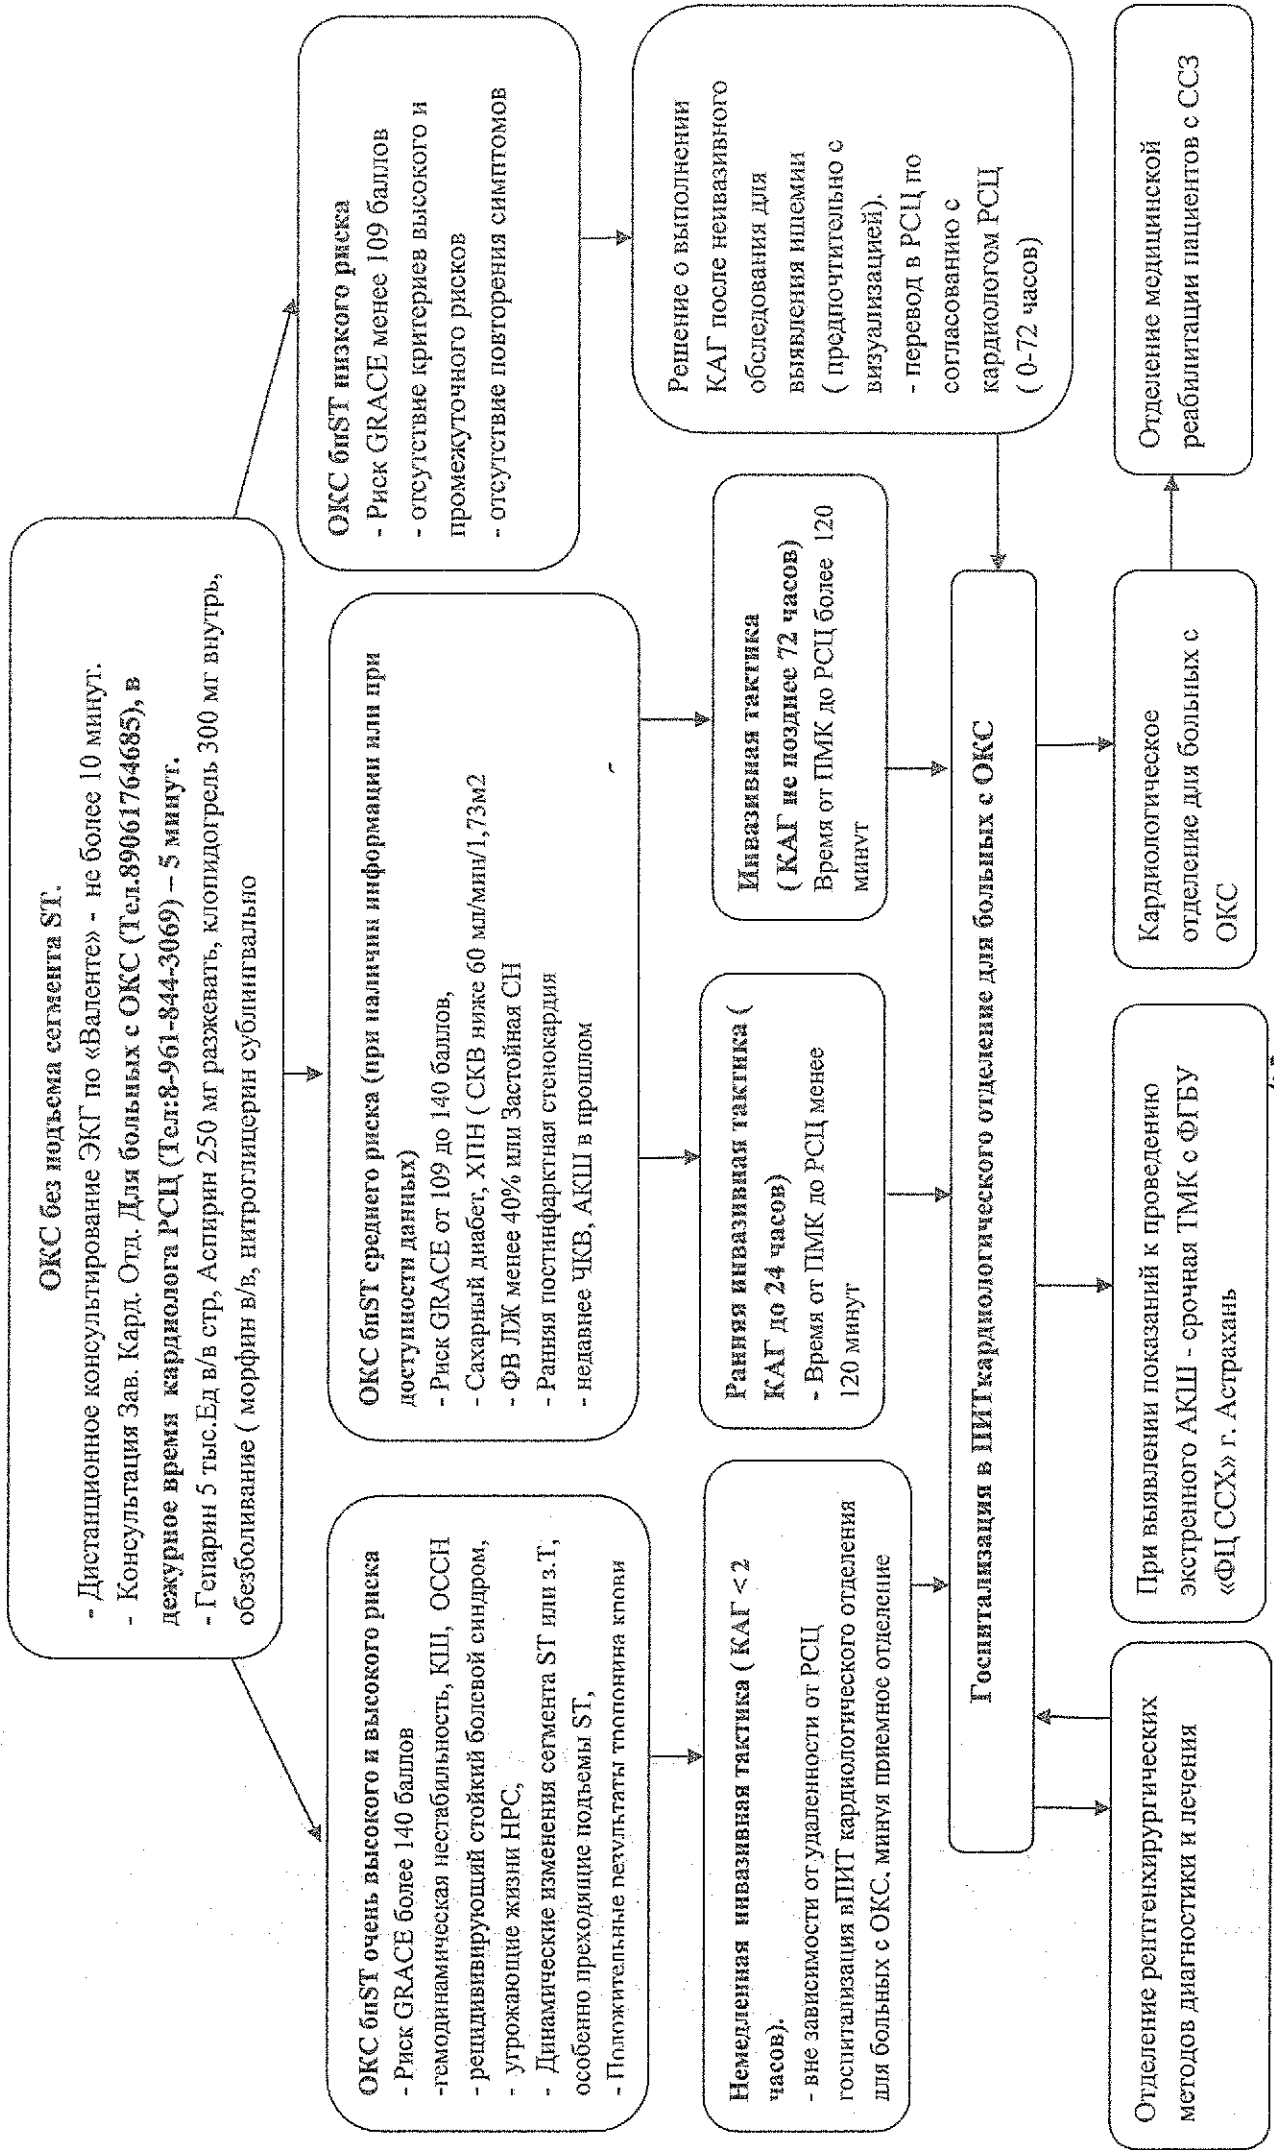 ОКС без подъема сегмента ST.
- Дистанционное консультирование ЭКГ по «Валенте» - не более 10 минут.
- Консультация Зав. Кард. Отд. Для больных с ОКС (Тел.89061764685), в
дежурное время кардиолога РСЦ (Тел:8-961-844-3069) – 5 минут.
- Гепарин 5 тыс.Ед в/в стр, Аспирин 250 мг разжевать, клопидогрель 300 мг внутрь,
обезболивание ( морфин в/в, нитроглицерин сублингвально
ОКС бпST очень высокого и высокого риска
- Риск GRACE более 140 баллов
-гемодинамическая нестабильность, КШ, ОССН
- рецидивирующий стойкий болевой синдром,
- угрожающие жизни НРС,
- Динамические изменения сегмента ST или з.Т,
особенно преходящие подъемы ST,
- Положительные результаты тропонина крови
ОКС бпST среднего риска (при наличии информации или при
доступности данных)
- Риск GRACE от 109 до 140 баллов,
- Сахарный диабет, ХПН ( СКВ ниже 60 мл/мин/1,73м2
- ФВ ЛЖ менее 40% или Застойная СН
- Ранняя постинфарктная стенокардия
- недавнее ЧКВ, АКШ в прошлом
ОКС бпST низкого риска
- Риск GRACE менее 109 баллов
- отсутствие критериев высокого и
промежуточного рисков
- отсутствие повторения симптомов
Немедленная инвазивная тактика ( КАГ < 2
часов).
- вне зависимости от удаленности от РСЦ
госпитализация вПИТ кардиологического отделения
для больных с ОКС, минуя приемное отделение
Ранняя инвазивная тактика (
КАГ до 24 часов)
- Время от ПМК до РСЦ менее
120 минут
Инвазивная тактика
( КАГ не позднее 72 часов)
Время от ПМК до РСЦ более 120
минут
Решение о выполнении
КАГ после неивазивного
обследования для
выявления ишемии
( предпочтительно с
визуализацией).
- перевод в РСЦ по
согласованию с
кардиологом РСЦ
( 0-72 часов)
Госпитализация в ПИТкардиологического отделение для больных с ОКС
Отделение рентгенхирургических
методов диагностики и лечения
При выявлении показаний к проведению
экстренного АКШ - срочная ТМК с ФГБУ
«ФЦ ССХ» г. Астрахань
Кардиологическое
отделение для больных с
ОКС
Отделение медицинской
реабилитации пациентов с ССЗ